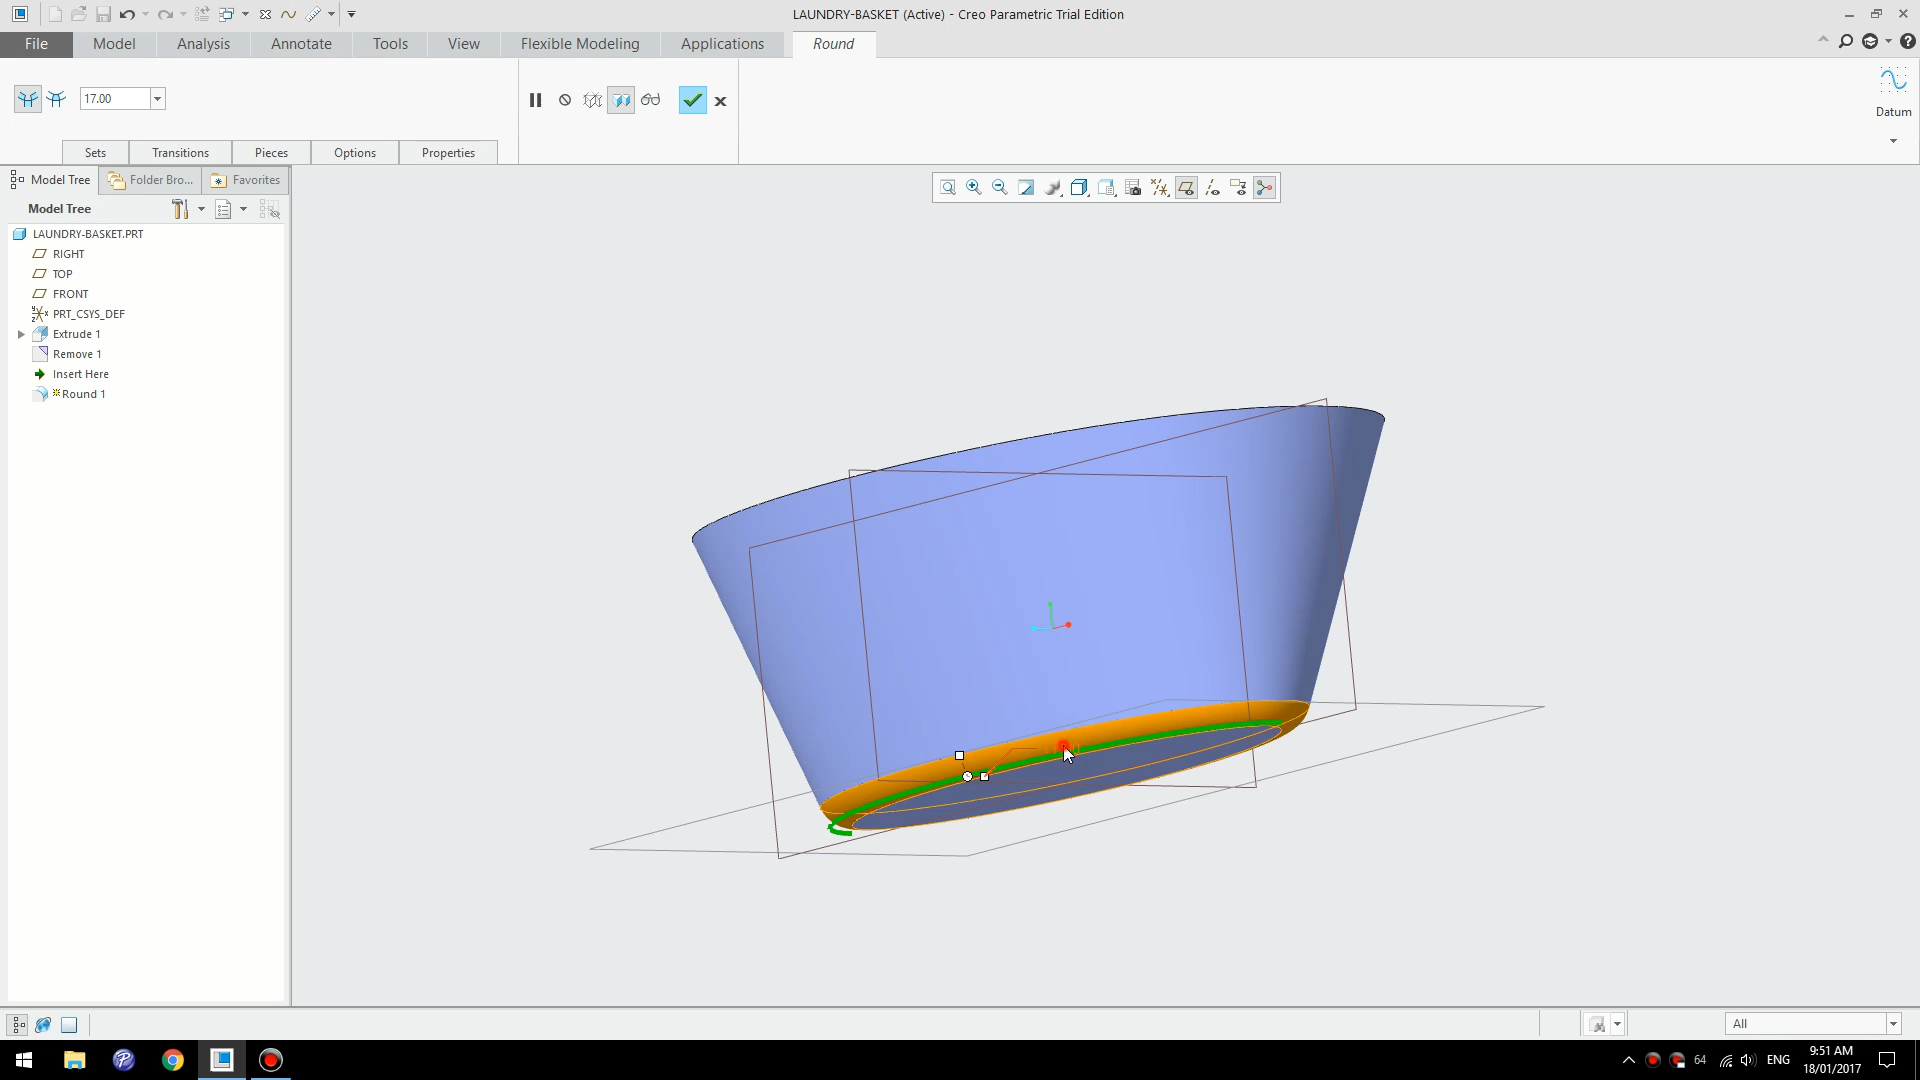 LAUNDRY-BASKET (Active) - Creo Parametric Trial Edition
File Model Analysis Annotate Tools View Flexible Modeling Applications Round
17.00
Datum
Sets Transitions Pieces Options Properties
Model Tree Folder Bro... Favorites
Model Tree
LAUNDRY-BASKET.PRT
RIGHT
TOP
FRONT
PRT_CSYS_DEF
Extrude 1
Remove 1
Insert Here
Round 1
All
64 ENG
9:51 AM
18/01/2017